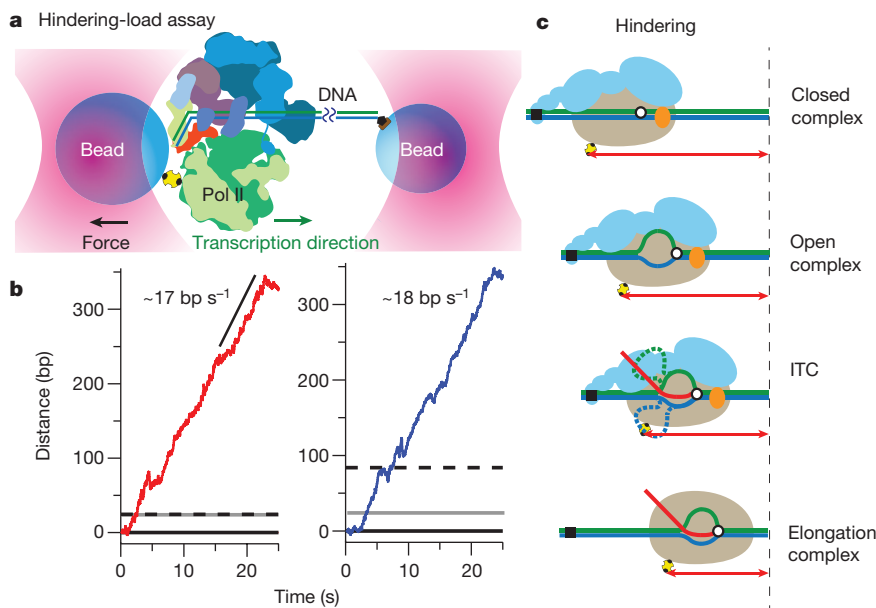 a Hindering-load assay
DNA
Bead
Bead
Pol II
Force
Transcription direction
b
~17 bp s⁻¹
~18 bp s⁻¹
300
200
100
0
300
200
100
0
Distance (bp)
0 10 20
0 10 20
Time (s)
c Hindering
Closed
complex
Open
complex
ITC
Elongation
complex